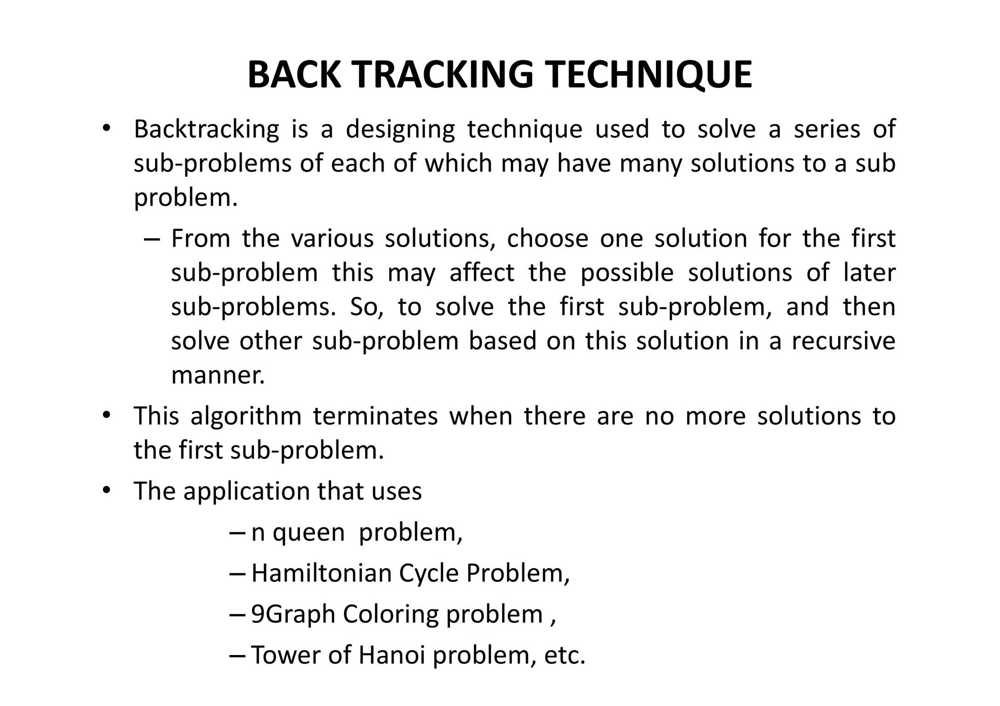 BACK TRACKING TECHNIQUE
• Backtracking is a designing technique used to solve a series of
sub-problems of each of which may have many solutions to a sub
problem.
– From the various solutions, choose one solution for the first
sub-problem this may affect the possible solutions of later
sub-problems. So, to solve the first sub-problem, and then
solve other sub-problem based on this solution in a recursive
manner.
• This algorithm terminates when there are no more solutions to
the first sub-problem.
• The application that uses
– n queen  problem,
– Hamiltonian Cycle Problem,
– 9Graph Coloring problem ,
– Tower of Hanoi problem, etc.